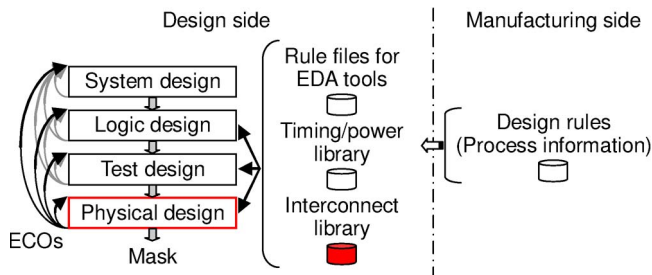 Design side
Manufacturing side
System design
Logic design
Test design
Physical design
ECOs
Mask
Rule files for
EDA tools
Timing/power
library
Interconnect
library
Design rules
(Process information)